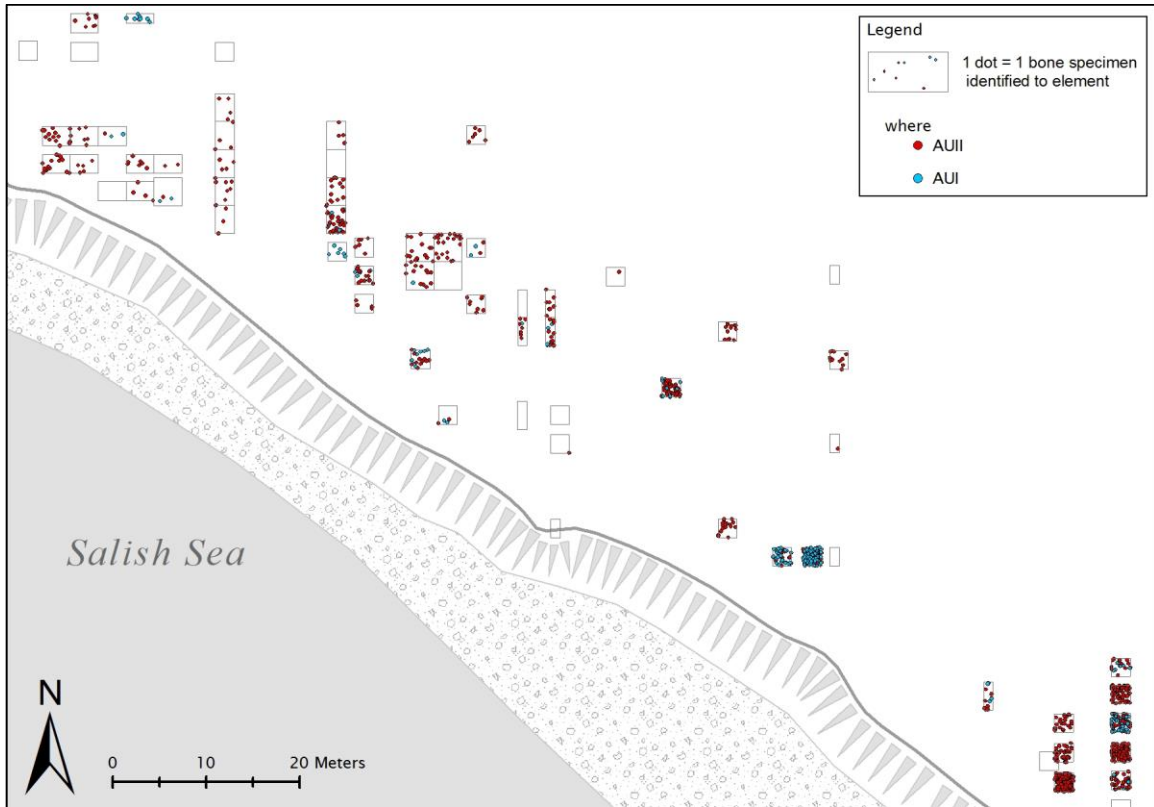 Legend
1 dot = 1 bone specimen
identified to element
where
AUII
AUI
Salish Sea
N
0 10 20 Meters